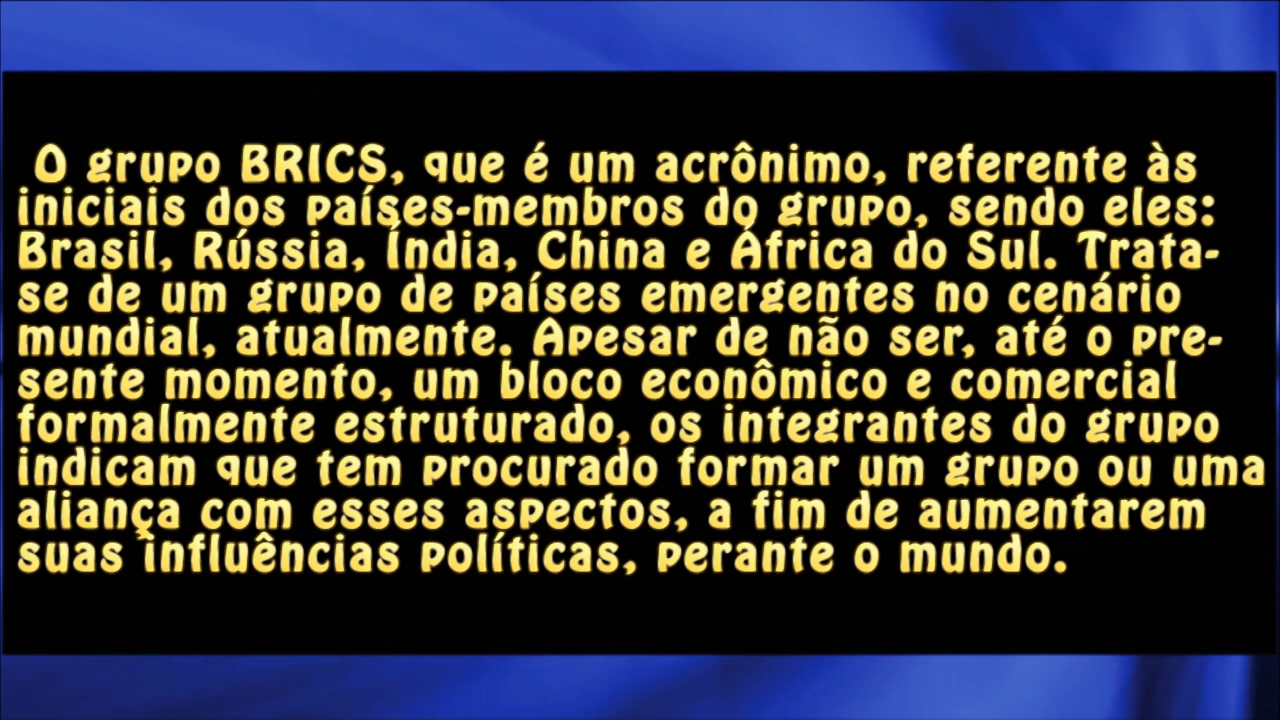 O grupo BRICS, que é um acrônimo, referente às
iniciais dos países-membros do grupo, sendo eles:
Brasil, Rússia, Índia, China e África do Sul. Trata-
se de um grupo de países emergentes no cenário
mundial, atualmente. Apesar de não ser, até o pre-
sente momento, um bloco econômico e comercial
formalmente estruturado, os integrantes do grupo
indicam que tem procurado formar um grupo ou uma
aliança com esses aspectos, a fim de aumentarem
suas influências políticas, perante o mundo.